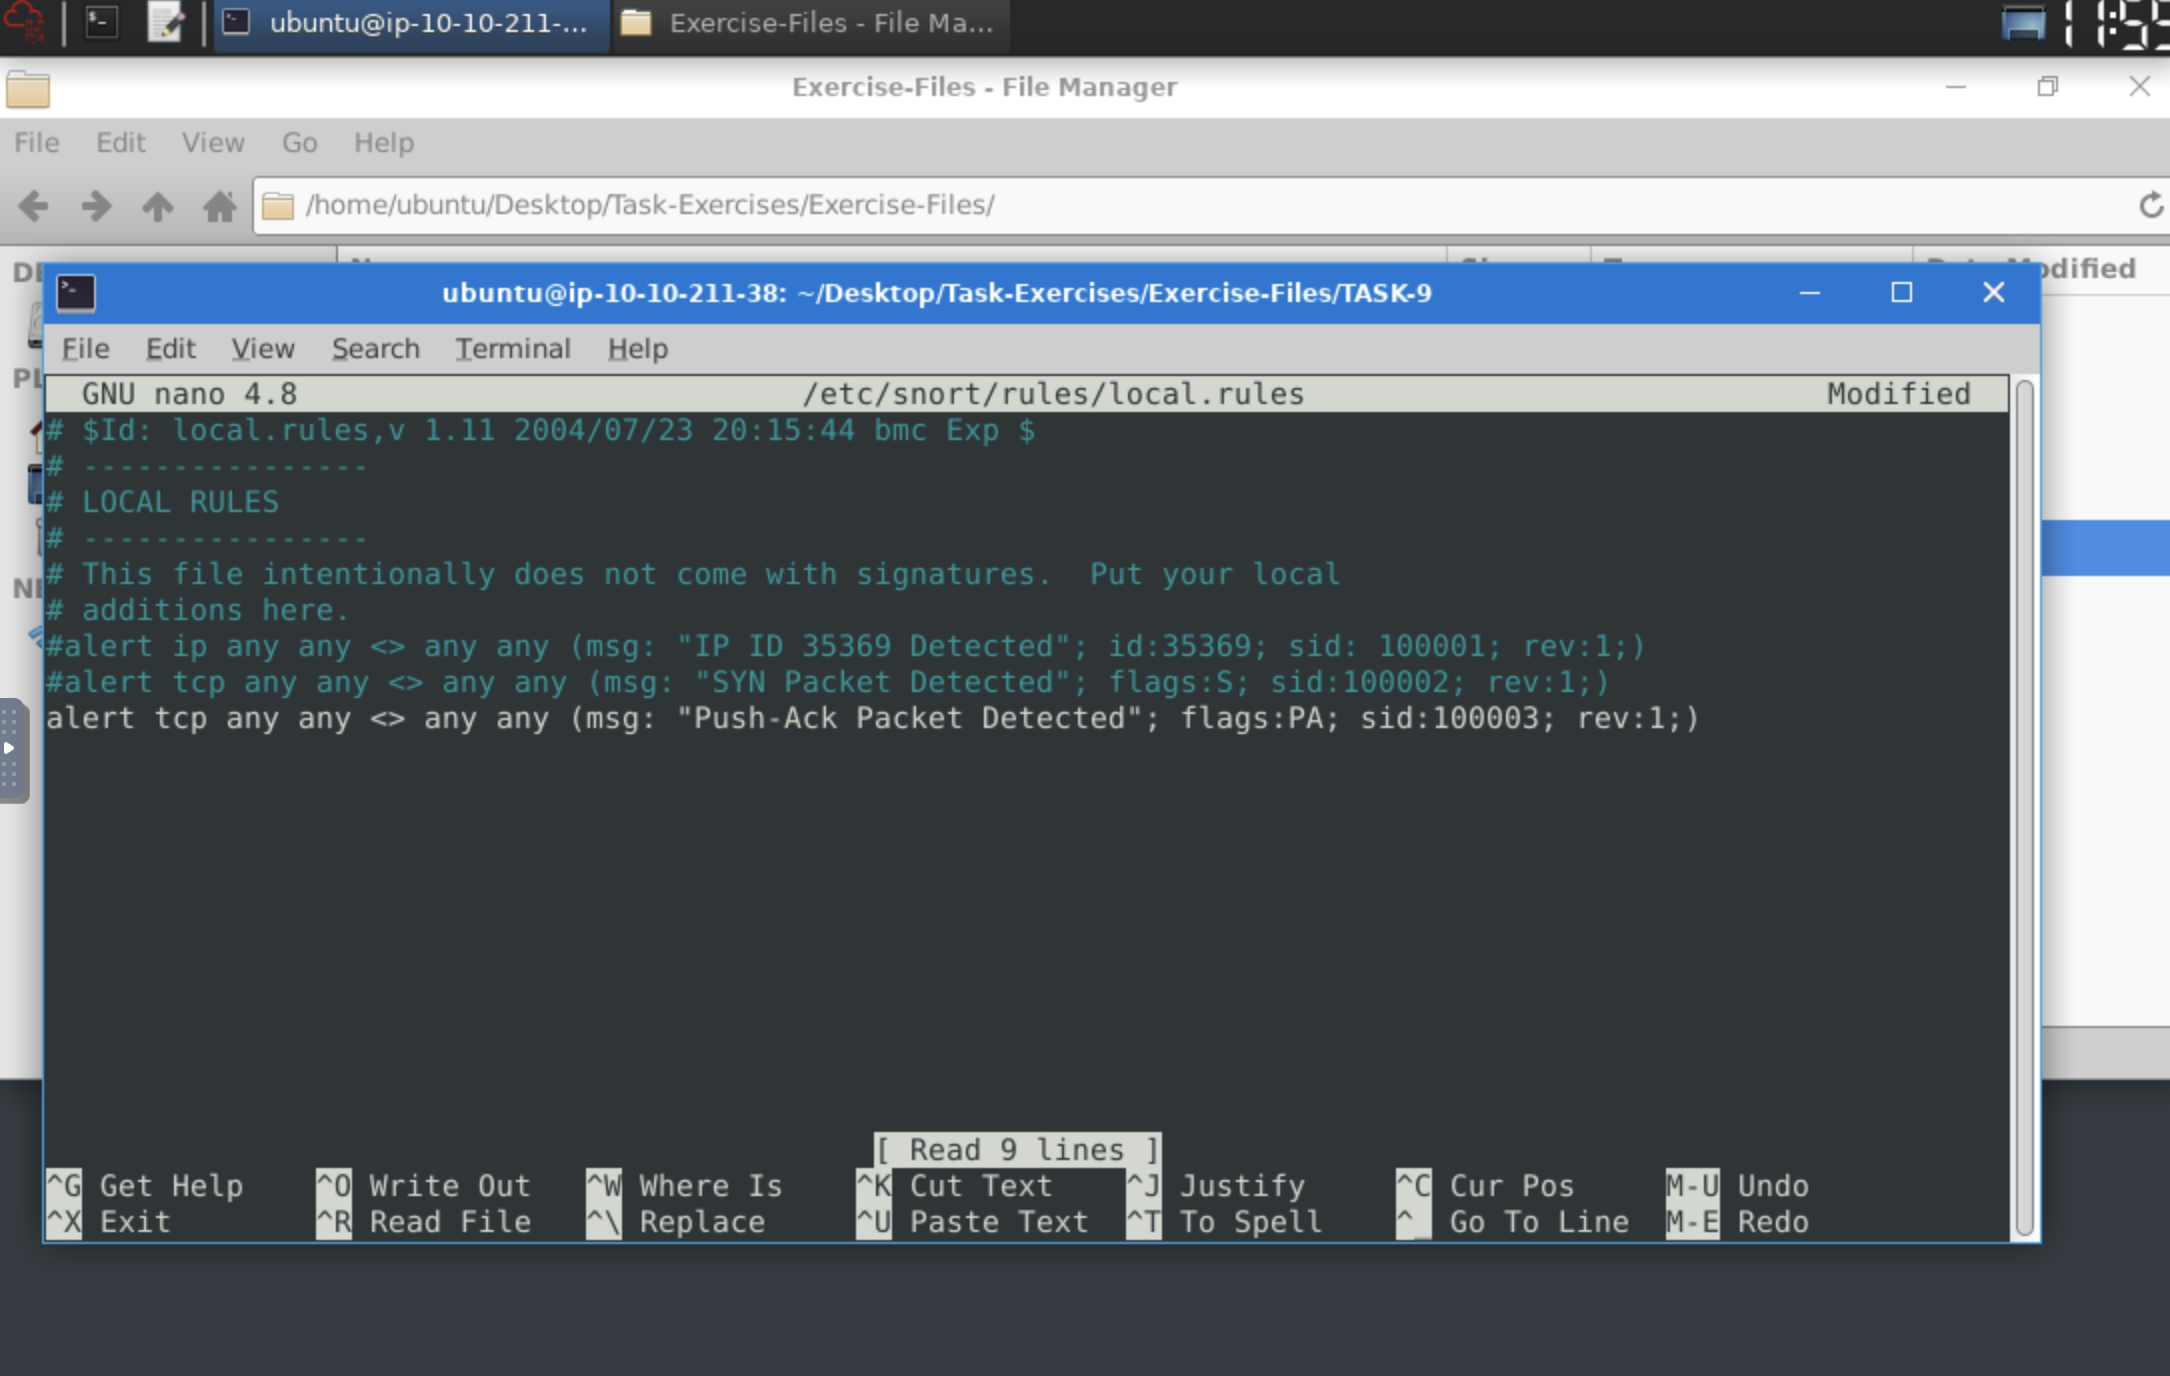 ubuntu@ip-10-10-211-...
Exercise-Files - File Ma...
Exercise-Files - File Manager
File Edit View Go Help
/home/ubuntu/Desktop/Task-Exercises/Exercise-Files/
ubuntu@ip-10-10-211-38: ~/Desktop/Task-Exercises/Exercise-Files/TASK-9
File Edit View Search Terminal Help
GNU nano 4.8 /etc/snort/rules/local.rules Modified
# $Id: local.rules,v 1.11 2004/07/23 20:15:44 bmc Exp $
# ----------------
# LOCAL RULES
# ----------------
# This file intentionally does not come with signatures.  Put your local
# additions here.
#alert ip any any <> any any (msg: "IP ID 35369 Detected"; id:35369; sid: 100001; rev:1;)
#alert tcp any any <> any any (msg: "SYN Packet Detected"; flags:S; sid:100002; rev:1;)
alert tcp any any <> any any (msg: "Push-Ack Packet Detected"; flags:PA; sid:100003; rev:1;)
[ Read 9 lines ]
^G Get Help ^O Write Out ^W Where Is ^K Cut Text ^J Justify ^C Cur Pos M-U Undo
^X Exit ^R Read File ^\ Replace ^U Paste Text ^T To Spell ^_ Go To Line M-E Redo